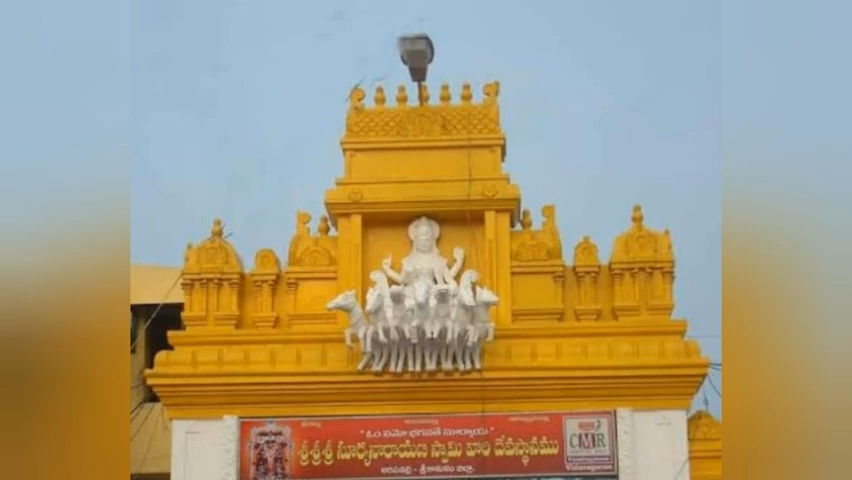 " ఓం నమో భగవతే సూర్యాయ "
శ్రీశ్రీశ్రీ సూర్యనారాయణ స్వామి వారి దేవస్థానము
అరసవల్లి - శ్రీకాకుళం జిల్లా.
CMR